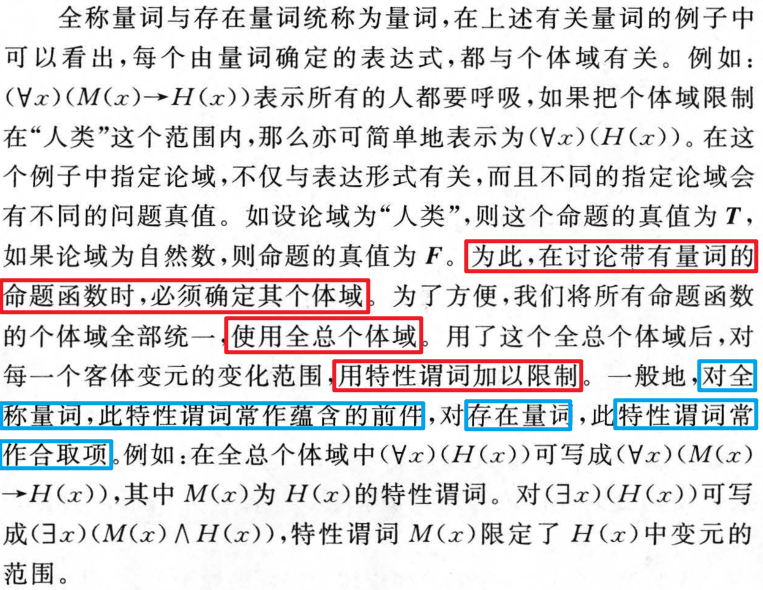 全称量词与存在量词统称为量词,在上述有关量词的例子中
可以看出,每个由量词确定的表达式,都与个体域有关。例如:
(∀x)(M(x)→H(x))表示所有的人都要呼吸,如果把个体域限制
在“人类”这个范围内,那么亦可简单地表示为(∀x)(H(x))。在这
个例子中指定论域,不仅与表达形式有关,而且不同的指定论域会
有不同的问题真值。如设论域为“人类”,则这个命题的真值为 T,
如果论域为自然数,则命题的真值为 F。为此,在讨论带有量词的
命题函数时,必须确定其个体域。为了方便,我们将所有命题函数
的个体域全部统一,使用全总个体域。用了这个全总个体域后,对
每一个客体变元的变化范围,用特性谓词加以限制。一般地,对全
称量词,此特性谓词常作蕴含的前件,对存在量词,此特性谓词常
作合取项。例如:在全总个体域中(∀x)(H(x))可写成(∀x)(M(x)
→H(x)),其中 M(x)为 H(x)的特性谓词。对(∃x)(H(x))可写
成(∃x)(M(x)∧H(x)),特性谓词 M(x)限定了 H(x)中变元的
范围。